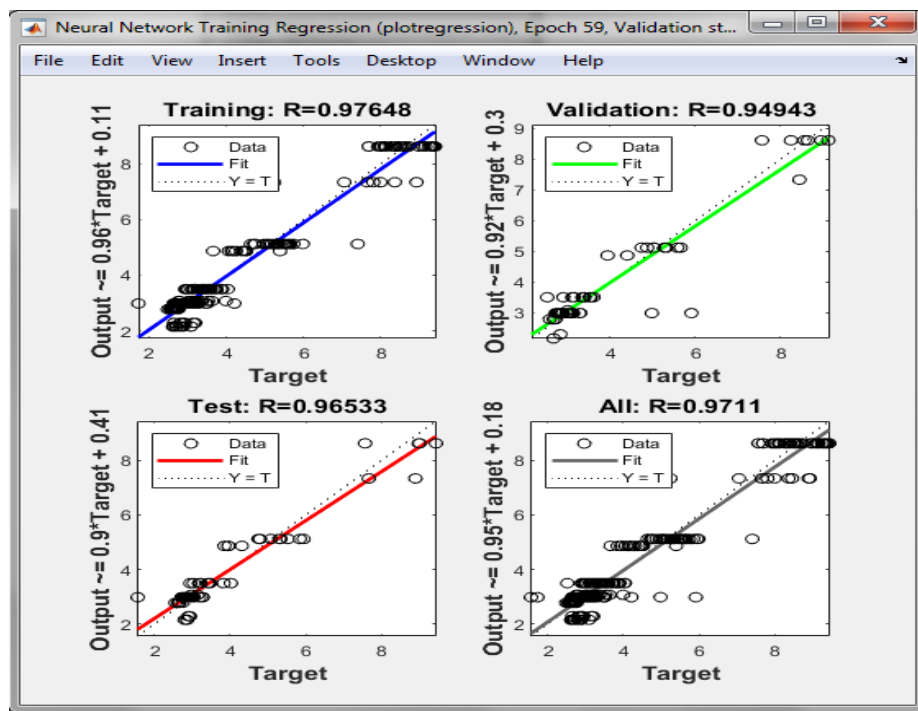 Neural Network Training Regression (plotregression), Epoch 59, Validation st...
File Edit View Insert Tools Desktop Window Help
Training: R=0.97648
Output ~= 0.96*Target + 0.11
Data
Fit
Y = T
8
6
4
2
2 4 6 8
Target
Validation: R=0.94943
Output ~= 0.92*Target + 0.3
Data
Fit
Y = T
9
8
7
6
5
4
3
4 6 8
Target
Test: R=0.96533
Output ~= 0.9*Target + 0.41
Data
Fit
Y = T
8
6
4
2
2 4 6 8
Target
All: R=0.9711
Output ~= 0.95*Target + 0.18
Data
Fit
Y = T
8
6
4
2
2 4 6 8
Target